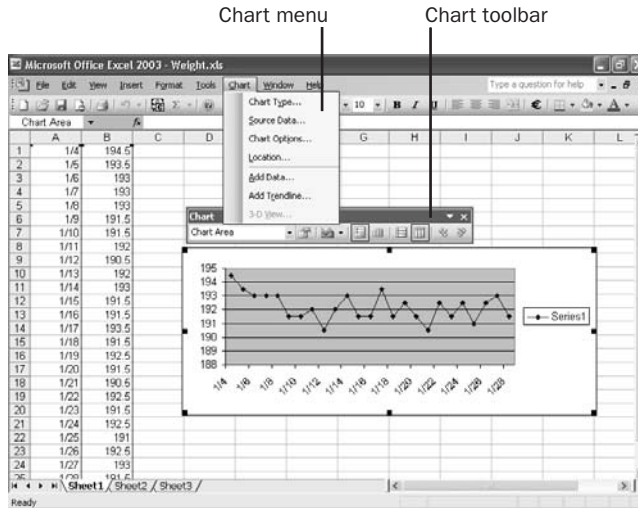 Chart menu
Chart toolbar
Microsoft Office Excel 2003 - Weight.xls
File Edit View Insert Format Tools Chart Window Help
Type a question for help
10 B I U
Chart Area fx
Chart Type...
Source Data...
Chart Options...
Location...
Add Data...
Add Trendline...
3-D View...
A B C D G H I J K L
1 1/4 194.5
2 1/5 193.5
3 1/6 193
4 1/7 193
5 1/8 193
6 1/9 191.5
7 1/10 191.5
8 1/11 192
9 1/12 190.5
10 1/13 192
11 1/14 193
12 1/15 191.5
13 1/16 191.5
14 1/17 193.5
15 1/18 191.5
16 1/19 192.5
17 1/20 191.5
18 1/21 190.5
19 1/22 192.5
20 1/23 191.5
21 1/24 192.5
22 1/25 191
23 1/26 192.5
24 1/27 193
25 1/28 191.5
Chart
Chart Area
195
194
193
192
191
190
189
188
1/4 1/6 1/8 1/10 1/12 1/14 1/16 1/18 1/20 1/22 1/24 1/26 1/28
Series1
Sheet1 / Sheet2 / Sheet3 /
Ready